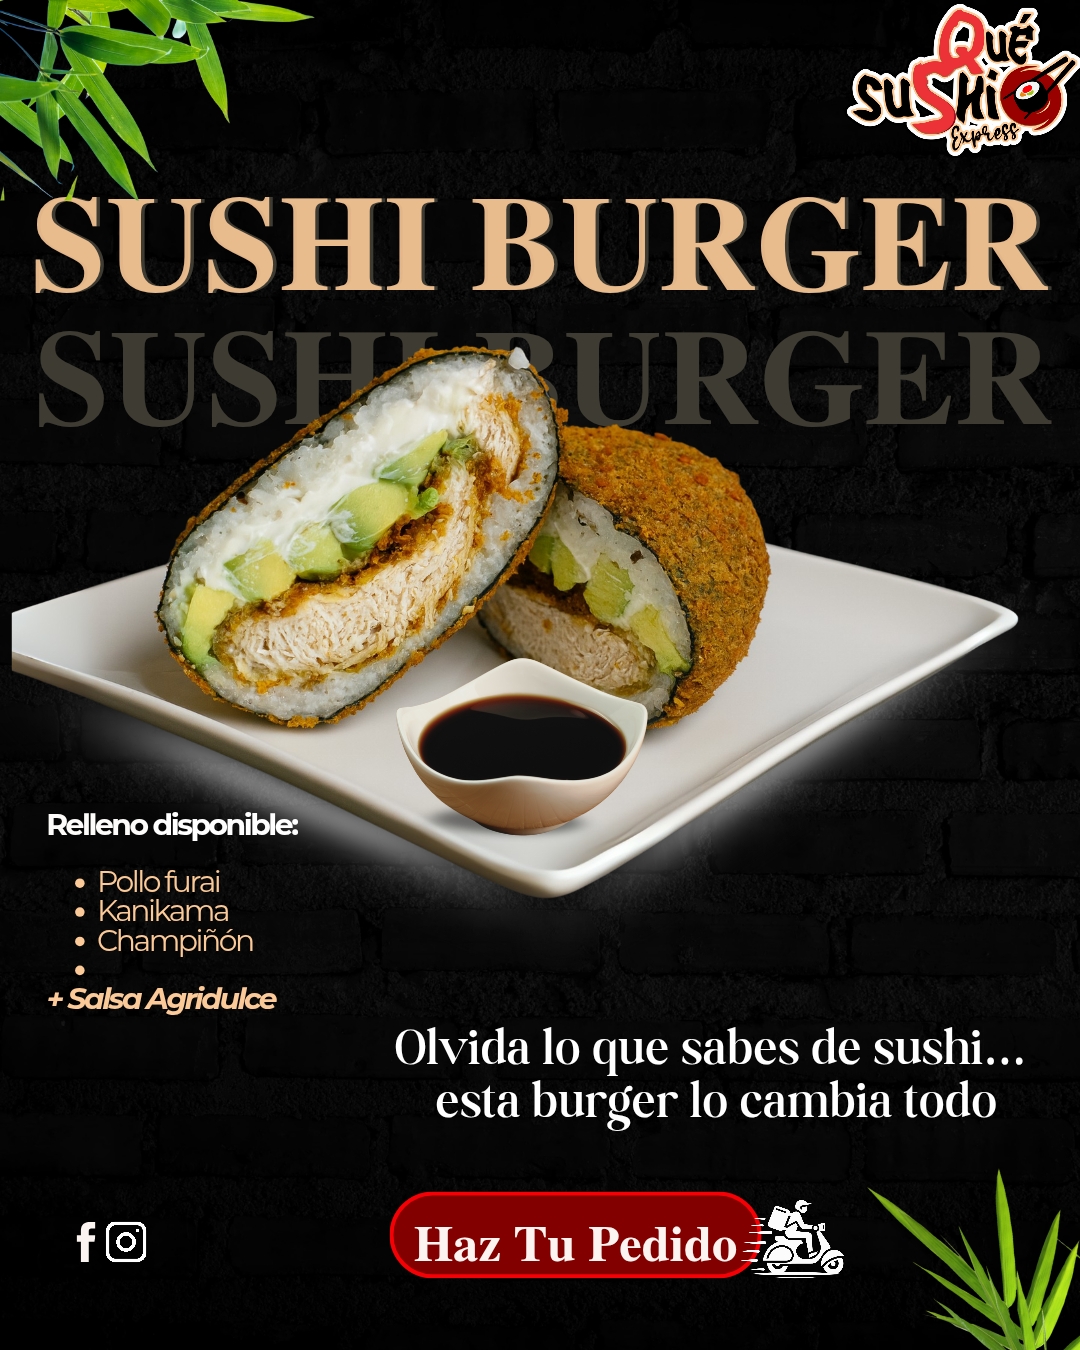 Qué
SuSHi
Express
SUSHI BURGER
SUSHI BURGER
Relleno disponible:
• Pollo furai
• Kanikama
• Champiñón
•
+ Salsa Agridulce
Olvida lo que sabes de sushi...
esta burger lo cambia todo
Haz Tu Pedido